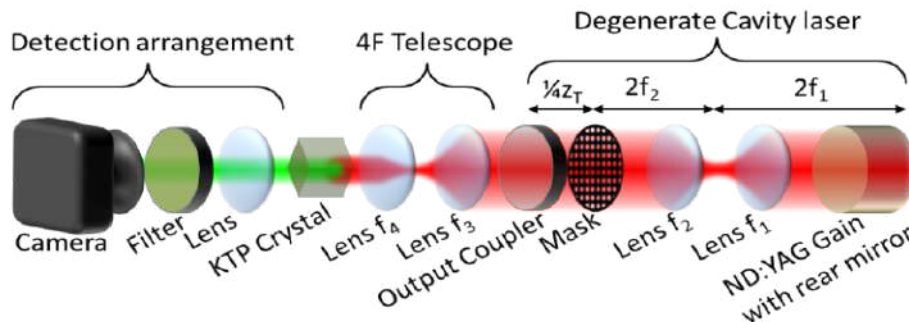 Degenerate Cavity laser
Detection arrangement
4F Telescope
¼zT
2f2
2f1
Camera
Filter
Lens
KTP Crystal
Lens f4
Lens f3
Output Coupler
Mask
Lens f2
Lens f1
ND:YAG Gain
with rear mirror